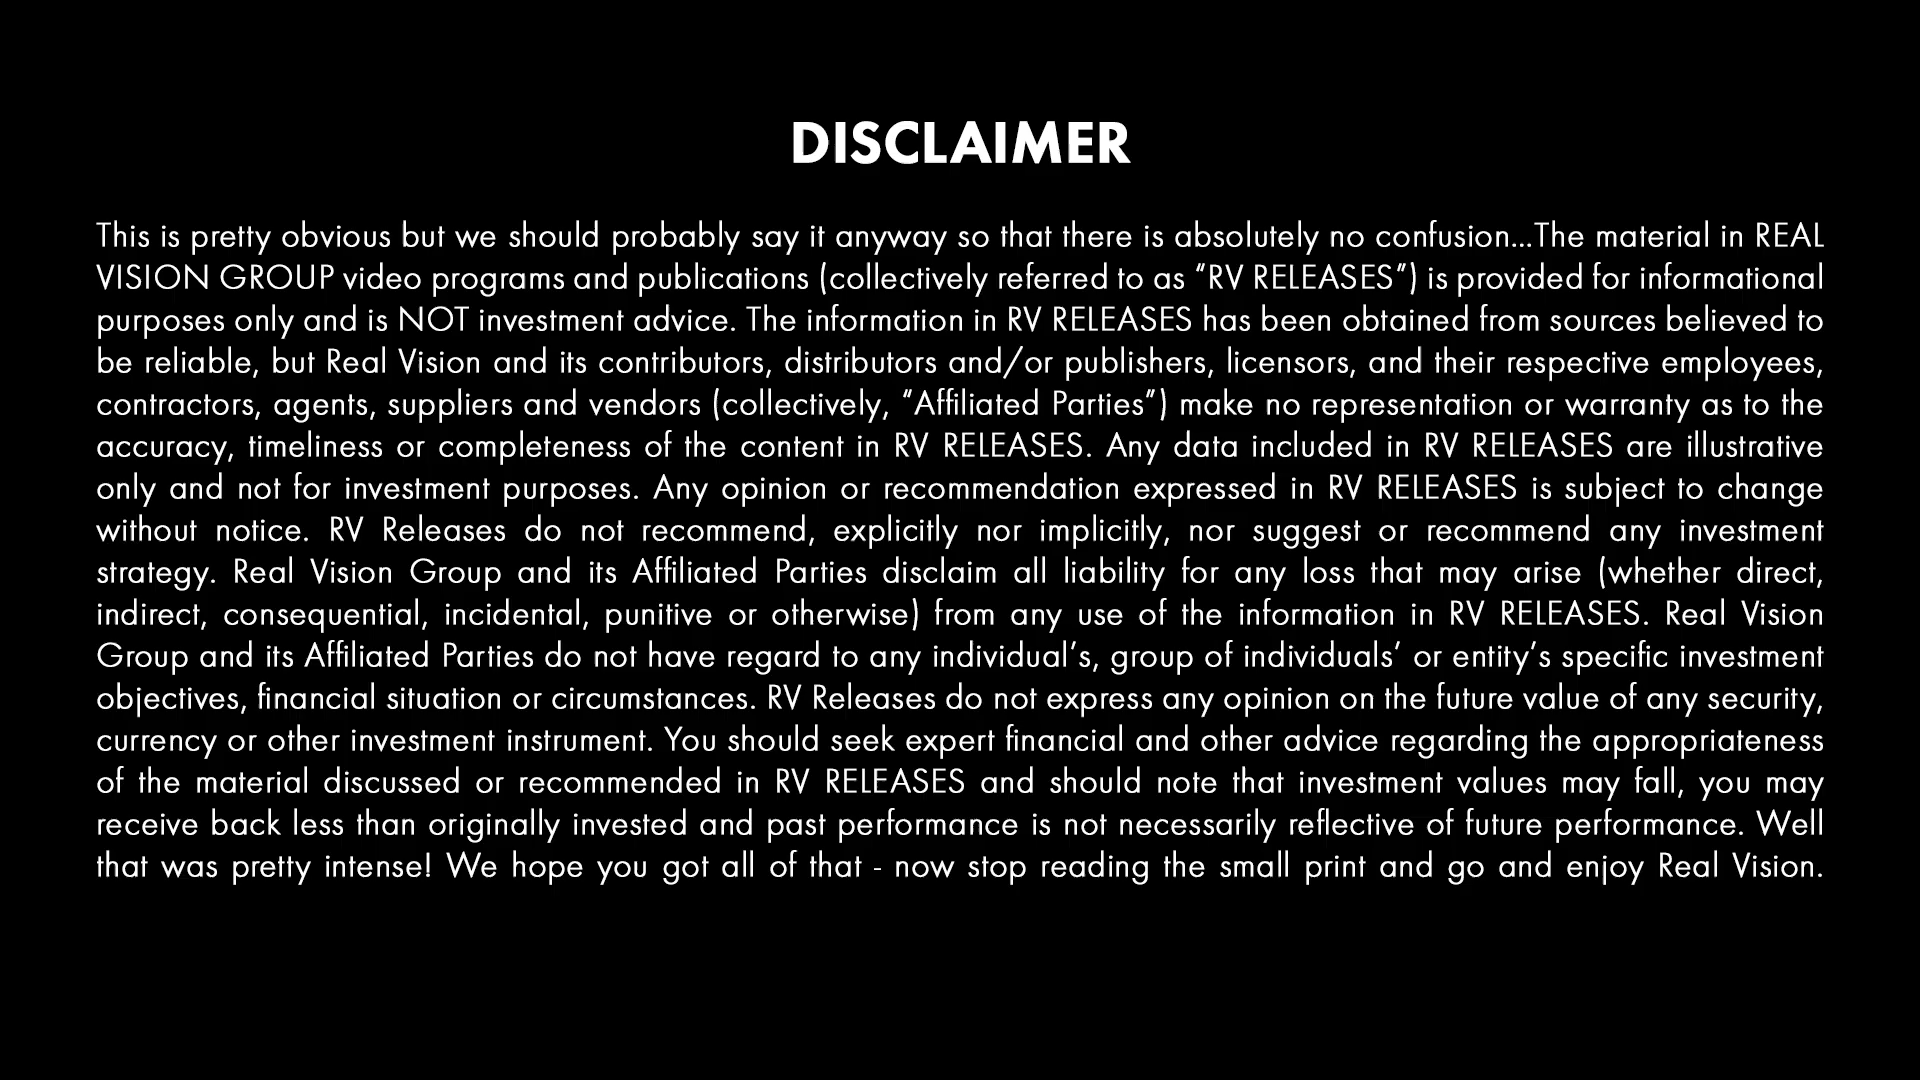 DISCLAIMER
This is pretty obvious but we should probably say it anyway so that there is absolutely no confusion...The material in REAL
VISION GROUP video programs and publications (collectively referred to as “RV RELEASES”) is provided for informational
purposes only and is NOT investment advice. The information in RV RELEASES has been obtained from sources believed to
be reliable, but Real Vision and its contributors, distributors and/or publishers, licensors, and their respective employees,
contractors, agents, suppliers and vendors (collectively, “Affiliated Parties”) make no representation or warranty as to the
accuracy, timeliness or completeness of the content in RV RELEASES. Any data included in RV RELEASES are illustrative
only and not for investment purposes. Any opinion or recommendation expressed in RV RELEASES is subject to change
without notice. RV Releases do not recommend, explicitly nor implicitly, nor suggest or recommend any investment
strategy. Real Vision Group and its Affiliated Parties disclaim all liability for any loss that may arise (whether direct,
indirect, consequential, incidental, punitive or otherwise) from any use of the information in RV RELEASES. Real Vision
Group and its Affiliated Parties do not have regard to any individual’s, group of individuals’ or entity’s specific investment
objectives, financial situation or circumstances. RV Releases do not express any opinion on the future value of any security,
currency or other investment instrument. You should seek expert financial and other advice regarding the appropriateness
of the material discussed or recommended in RV RELEASES and should note that investment values may fall, you may
receive back less than originally invested and past performance is not necessarily reflective of future performance. Well
that was pretty intense! We hope you got all of that - now stop reading the small print and go and enjoy Real Vision.